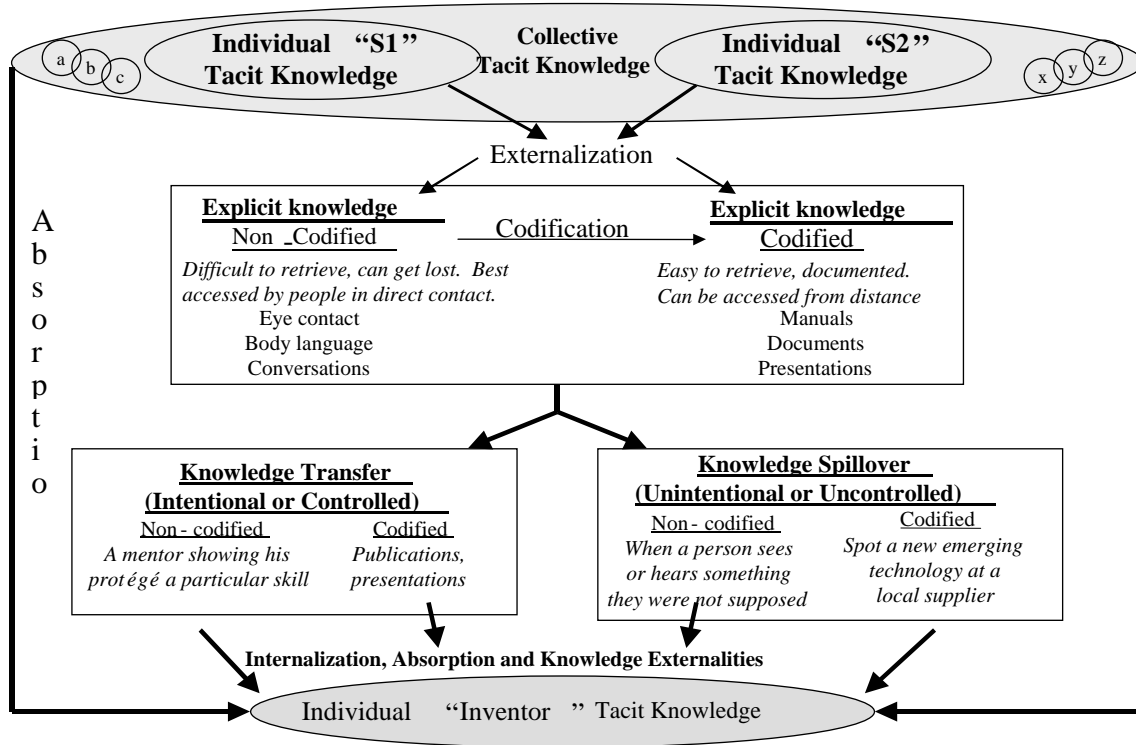 Individual “S1”
Tacit Knowledge
Collective
Tacit Knowledge
Individual “S2”
Tacit Knowledge
a
b
c
x
y
z
Externalization
Absorptio
Explicit knowledge
Non -Codified
Difficult to retrieve, can get lost. Best
accessed by people in direct contact.
Eye contact
Body language
Conversations
Codification
Explicit knowledge
Codified
Easy to retrieve, documented.
Can be accessed from distance
Manuals
Documents
Presentations
Knowledge Transfer
(Intentional or Controlled)
Non - codified
A mentor showing his
protégé a particular skill
Codified
Publications,
presentations
Knowledge Spillover
(Unintentional or Uncontrolled)
Non - codified
When a person sees
or hears something
they were not supposed
Codified
Spot a new emerging
technology at a
local supplier
Internalization, Absorption and Knowledge Externalities
Individual “Inventor ” Tacit Knowledge